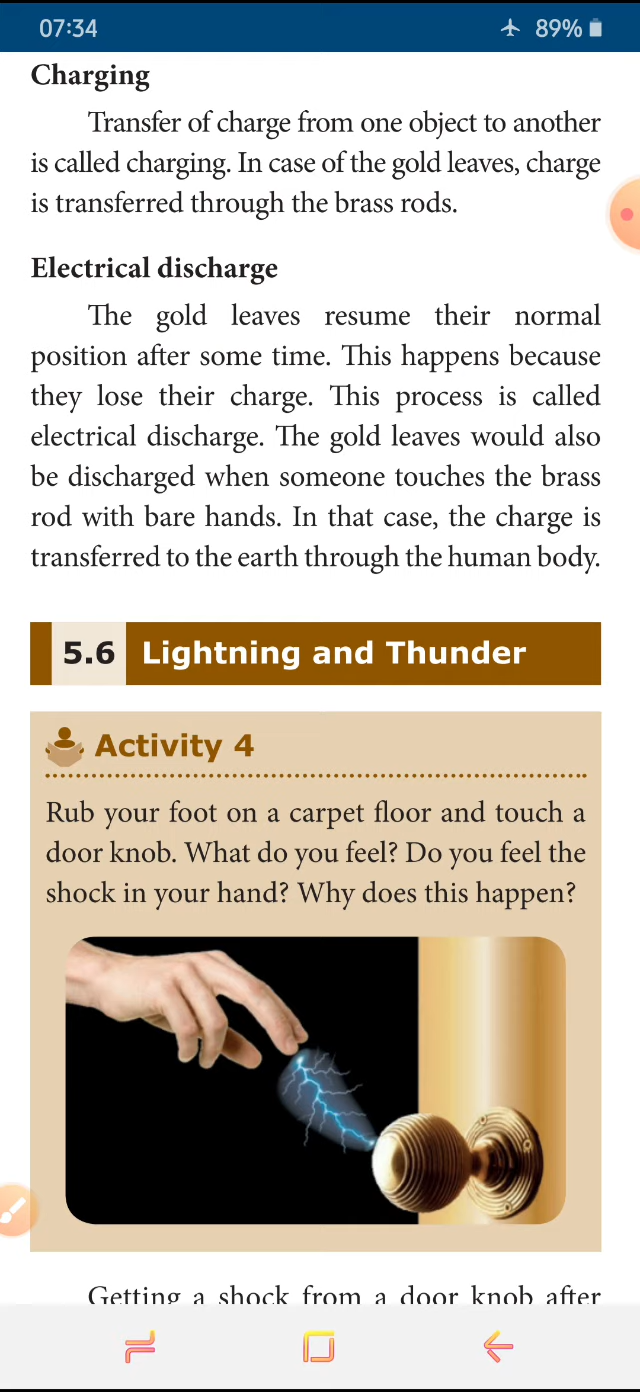 07:34
89%
Charging
Transfer of charge from one object to another
is called charging. In case of the gold leaves, charge
is transferred through the brass rods.
Electrical discharge
The gold leaves resume their normal
position after some time. This happens because
they lose their charge. This process is called
electrical discharge. The gold leaves would also
be discharged when someone touches the brass
rod with bare hands. In that case, the charge is
transferred to the earth through the human body.
5.6 Lightning and Thunder
Activity 4
Rub your foot on a carpet floor and touch a
door knob. What do you feel? Do you feel the
shock in your hand? Why does this happen?
Getting a shock from a door knob after